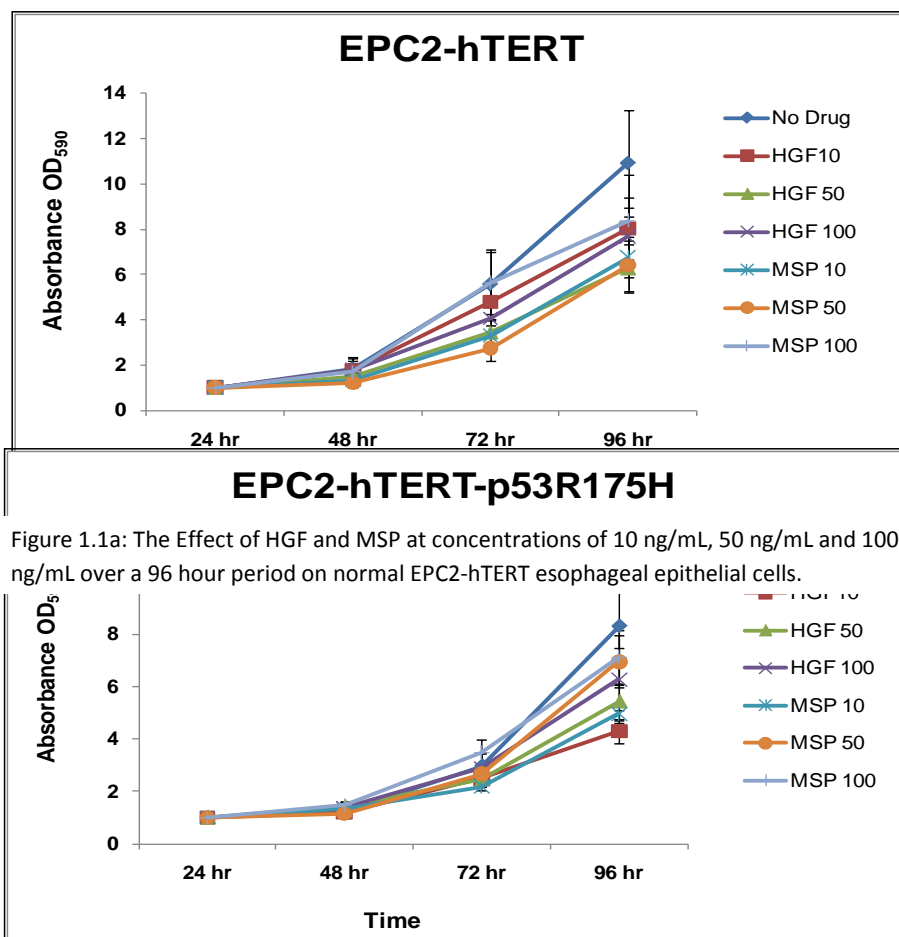 EPC2-hTERT
Absorbance OD590
14
12
10
8
6
4
2
0
24 hr 48 hr 72 hr 96 hr
No Drug
HGF10
HGF 50
HGF 100
MSP 10
MSP 50
MSP 100
EPC2-hTERT-p53R175H
Figure 1.1a: The Effect of HGF and MSP at concentrations of 10 ng/mL, 50 ng/mL and 100
ng/mL over a 96 hour period on normal EPC2-hTERT esophageal epithelial cells.
Absorbance
8
6
4
2
0
24 hr 48 hr 72 hr 96 hr
Time
HGF 10
HGF 50
HGF 100
MSP 10
MSP 50
MSP 100